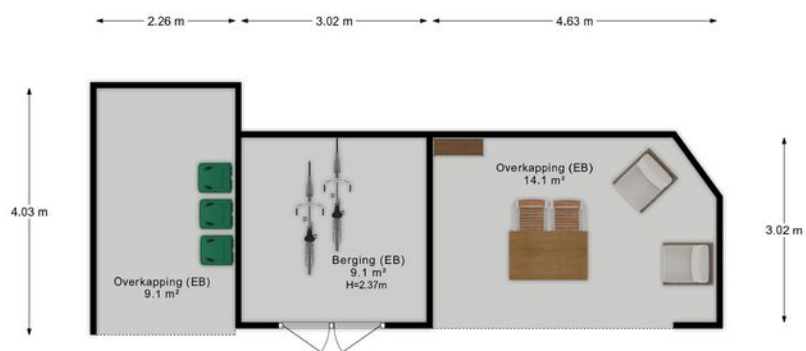 2.26 m
3.02 m
4.63 m
4.03 m
Overkapping (EB)
9.1 m²
Berging (EB)
9.1 m²
H=2.37m
Overkapping (EB)
14.1 m²
3.02 m